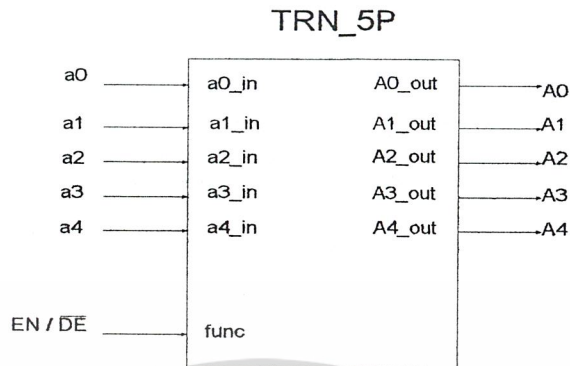 TRN_5P
a0 a0_in A0_out A0
a1 a1_in A1_out A1
a2 a2_in A2_out A2
a3 a3_in A3_out A3
a4 a4_in A4_out A4
EN / D̅E̅ func